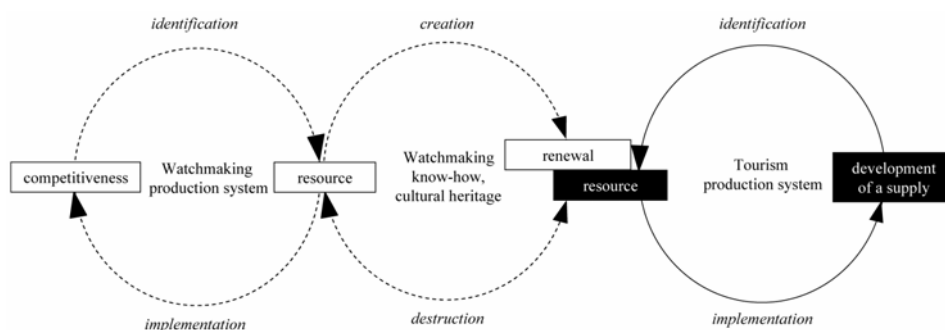 identification
creation
identification
renewal
competitiveness
Watchmaking
production system
resource
Watchmaking
know-how,
cultural heritage
resource
Tourism
production system
development
of a supply
implementation
destruction
implementation